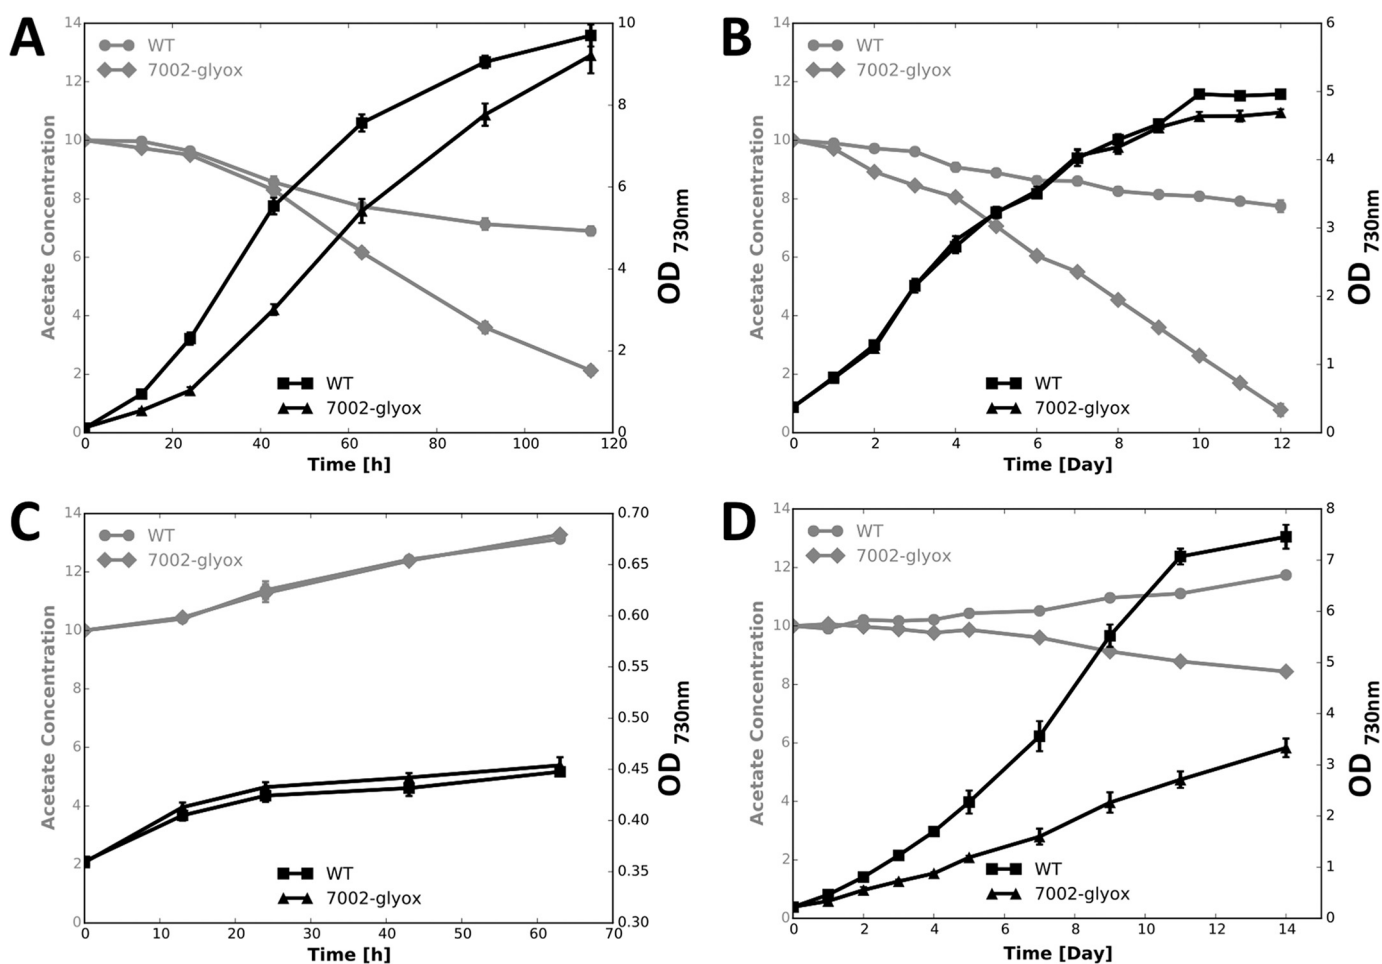 A
14
12
10
8
6
4
2
0
Acetate Concentration
WT
7002-glyox
WT
7002-glyox
10
8
6
4
2
0
OD 730nm
0 20 40 60 80 100 120
Time [h]
B
14
12
10
8
6
4
2
0
Acetate Concentration
WT
7002-glyox
WT
7002-glyox
6
5
4
3
2
1
0
OD 730nm
0 2 4 6 8 10 12
Time [Day]
C
14
12
10
8
6
4
2
0
Acetate Concentration
WT
7002-glyox
WT
7002-glyox
0.70
0.65
0.60
0.55
0.50
0.45
0.40
0.35
0.30
OD 730nm
0 10 20 30 40 50 60 70
Time [h]
D
14
12
10
8
6
4
2
0
Acetate Concentration
WT
7002-glyox
WT
7002-glyox
8
7
6
5
4
3
2
1
0
OD 730nm
0 2 4 6 8 10 12 14
Time [Day]